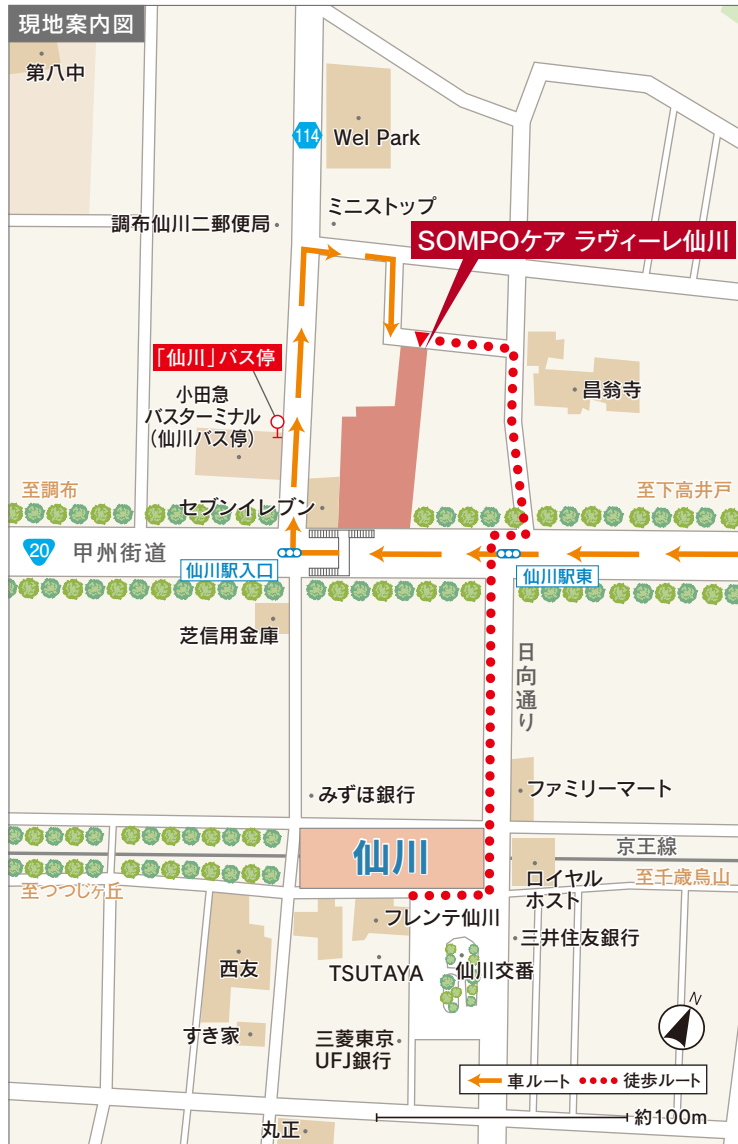 現地案内図
第八中
114
Wel Park
ミニストップ
調布仙川二郵便局
SOMPOケア ラヴィーレ仙川
「仙川」バス停
小田急
バスターミナル
(仙川バス停)
昌翁寺
至調布
セブンイレブン
至下高井戸
20
甲州街道
仙川駅入口
仙川駅東
芝信用金庫
日向通り
みずほ銀行
ファミリーマート
仙川
京王線
至つつじヶ丘
ロイヤル
ホスト
至千歳烏山
フレンテ仙川
三井住友銀行
西友
TSUTAYA
仙川交番
すき家
三菱東京
UFJ銀行
N
車ルート
徒歩ルート
約100m
丸正